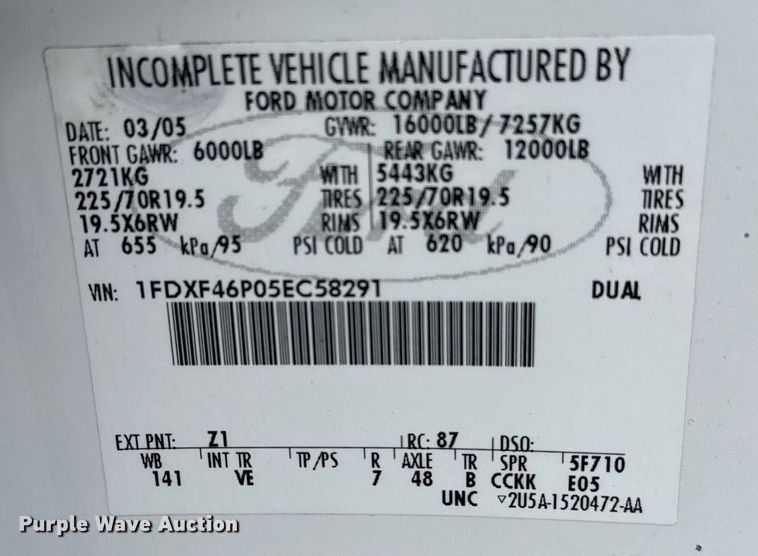 INCOMPLETE VEHICLE MANUFACTURED BY
FORD MOTOR COMPANY
DATE: 03/05 GVWR: 16000LB/ 7257KG
FRONT GAWR: 6000LB REAR GAWR: 12000LB
2721KG WITH 5443KG WITH
225/70R19.5 TIRES 225/70R19.5 TIRES
19.5X6RW RIMS 19.5X6RW RIMS
AT 655 kPa/95 PSI COLD AT 620 kPa/90 PSI COLD
VIN: 1FDXF46P05EC58291 DUAL
EXT PNT: Z1 RC: 87 DSO:
WB INT TR TP/PS R AXLE TR SPR 5F710
141 VE 7 48 B CCKK E05
UNC ▽2U5A-1520472-AA
Purple Wave Auction